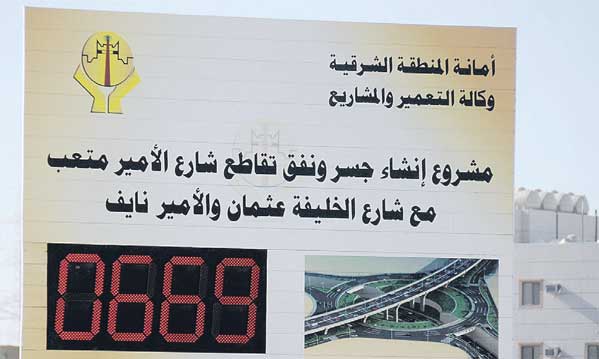 أمانة المنطقة الشرقية
وكالة التعمير والمشاريع
مشروع إنشاء جسر ونفق تقاطع شارع الأمير متعب
مع شارع الخليفة عثمان والأمير نايف
0669